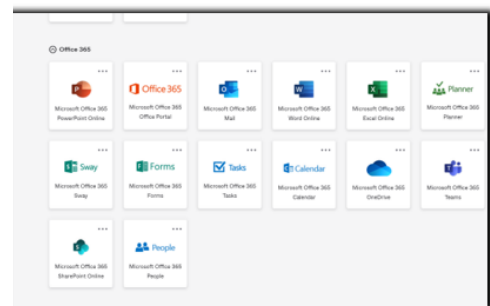 Office 365
Office 365
Planner
Microsoft Office 365
PowerPoint Online
Microsoft Office 365
Office Portal
Microsoft Office 365
Mail
Microsoft Office 365
Word Online
Microsoft Office 365
Excel Online
Microsoft Office 365
Planner
Sway
Forms
Tasks
Calendar
Microsoft Office 365
Sway
Microsoft Office 365
Forms
Microsoft Office 365
Tasks
Microsoft Office 365
Calendar
Microsoft Office 365
OneDrive
Microsoft Office 365
Teams
People
Microsoft Office 365
SharePoint Online
Microsoft Office 365
People